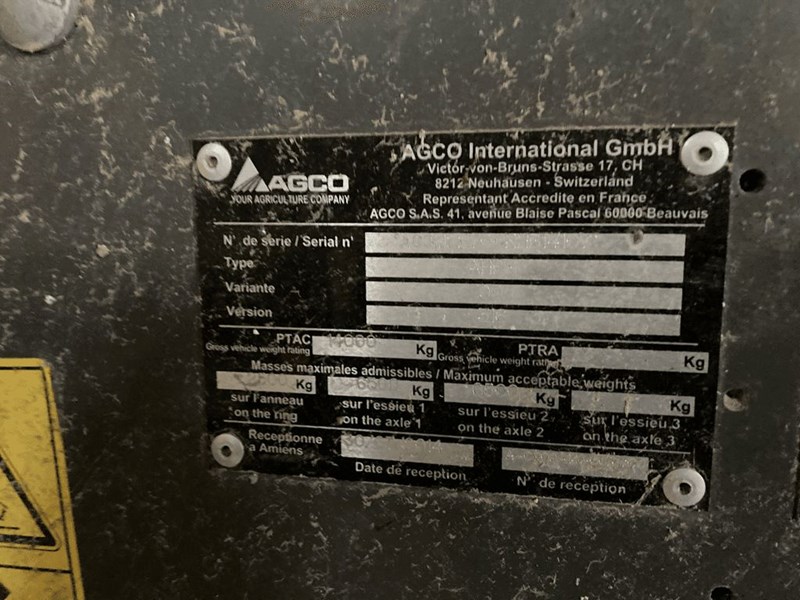 AGCO International GmbH
Victor-von-Bruns-Strasse 17, CH
8212 Neuhausen - Switzerland
Representant Accredite en France
AGCO S.A.S. 41, avenue Blaise Pascal 60000 Beauvais
AGCO
YOUR AGRICULTURE COMPANY
N° de serie / Serial n°
Type
Variante
Version
PTAC 14000 Kg PTRA Kg
Gross vehicle weight rating Gross vehicle weight rating
Masses maximales admissibles / Maximum acceptable weights
Kg Kg Kg Kg
sur l'anneau sur l'essieu 1 sur l'essieu 2 sur l'essieu 3
on the ring on the axle 1 on the axle 2 on the axle 3
Receptionne
a Amiens
Date de reception N° de reception